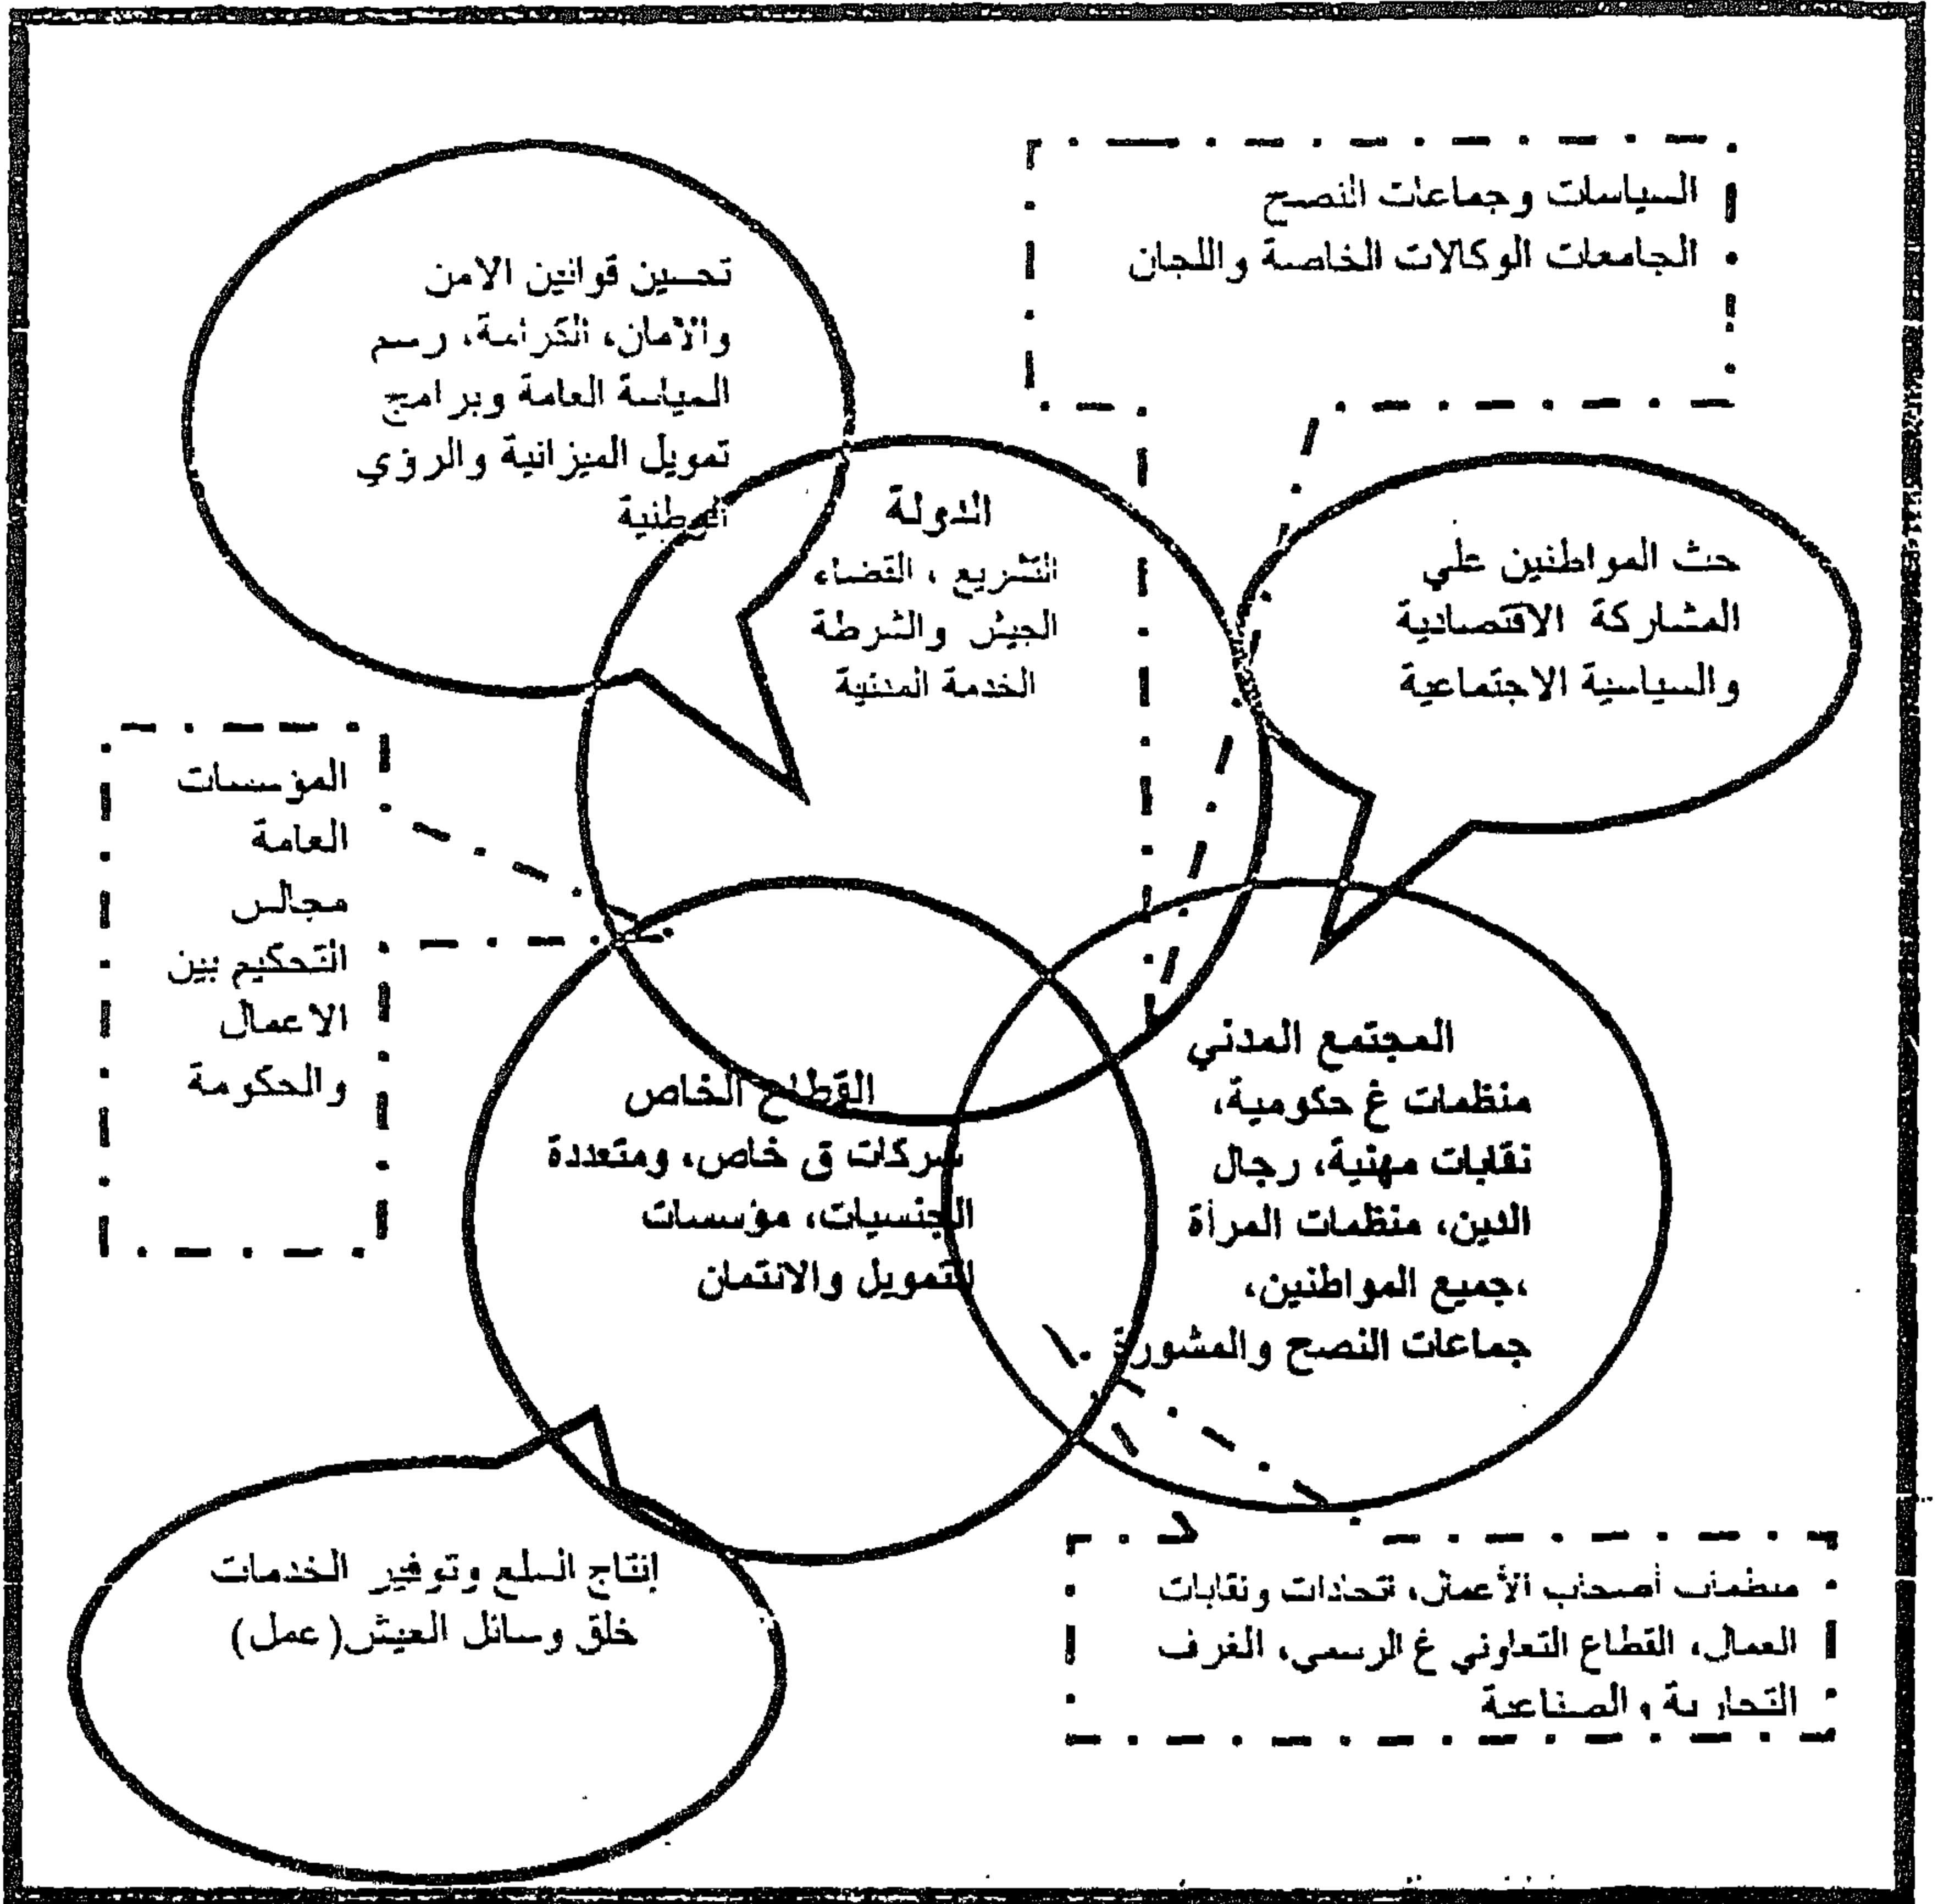 السياسات وجماعات النصح
الجامعات الوكالات الخاصة واللجان
تحسين قوانين الامن
والامان، الكرامة، رسم
السياسة العامة وبرامج
تمويل الميزانية والرؤي
الوطنية
الدولة
التشريع ، القضاء
الجيش والشرطة
الخدمة المدنية
حث المواطنين علي
المشاركة الاقتصادية
والسياسية الاجتماعية
المؤسسات
العامة
مجالس
التحكيم بين
الاعمال
والحكومة
المجتمع المدني
منظمات غ حكومية،
نقابات مهنية، رجال
الدين، منظمات المرأة
،جميع المواطنين،
جماعات النصح والمشورة
القطاع الخاص
شركات ق خاص، ومتعددة
الجنسيات، مؤسسات
التمويل والائتمان
إنتاج السلع وتوفير الخدمات
خلق وسائل العيش(عمل)
منظمات أصحاب الأعمال، اتحادات ونقابات
العمال، القطاع التعاوني غ الرسمي، الغرف
التجارية والصناعية